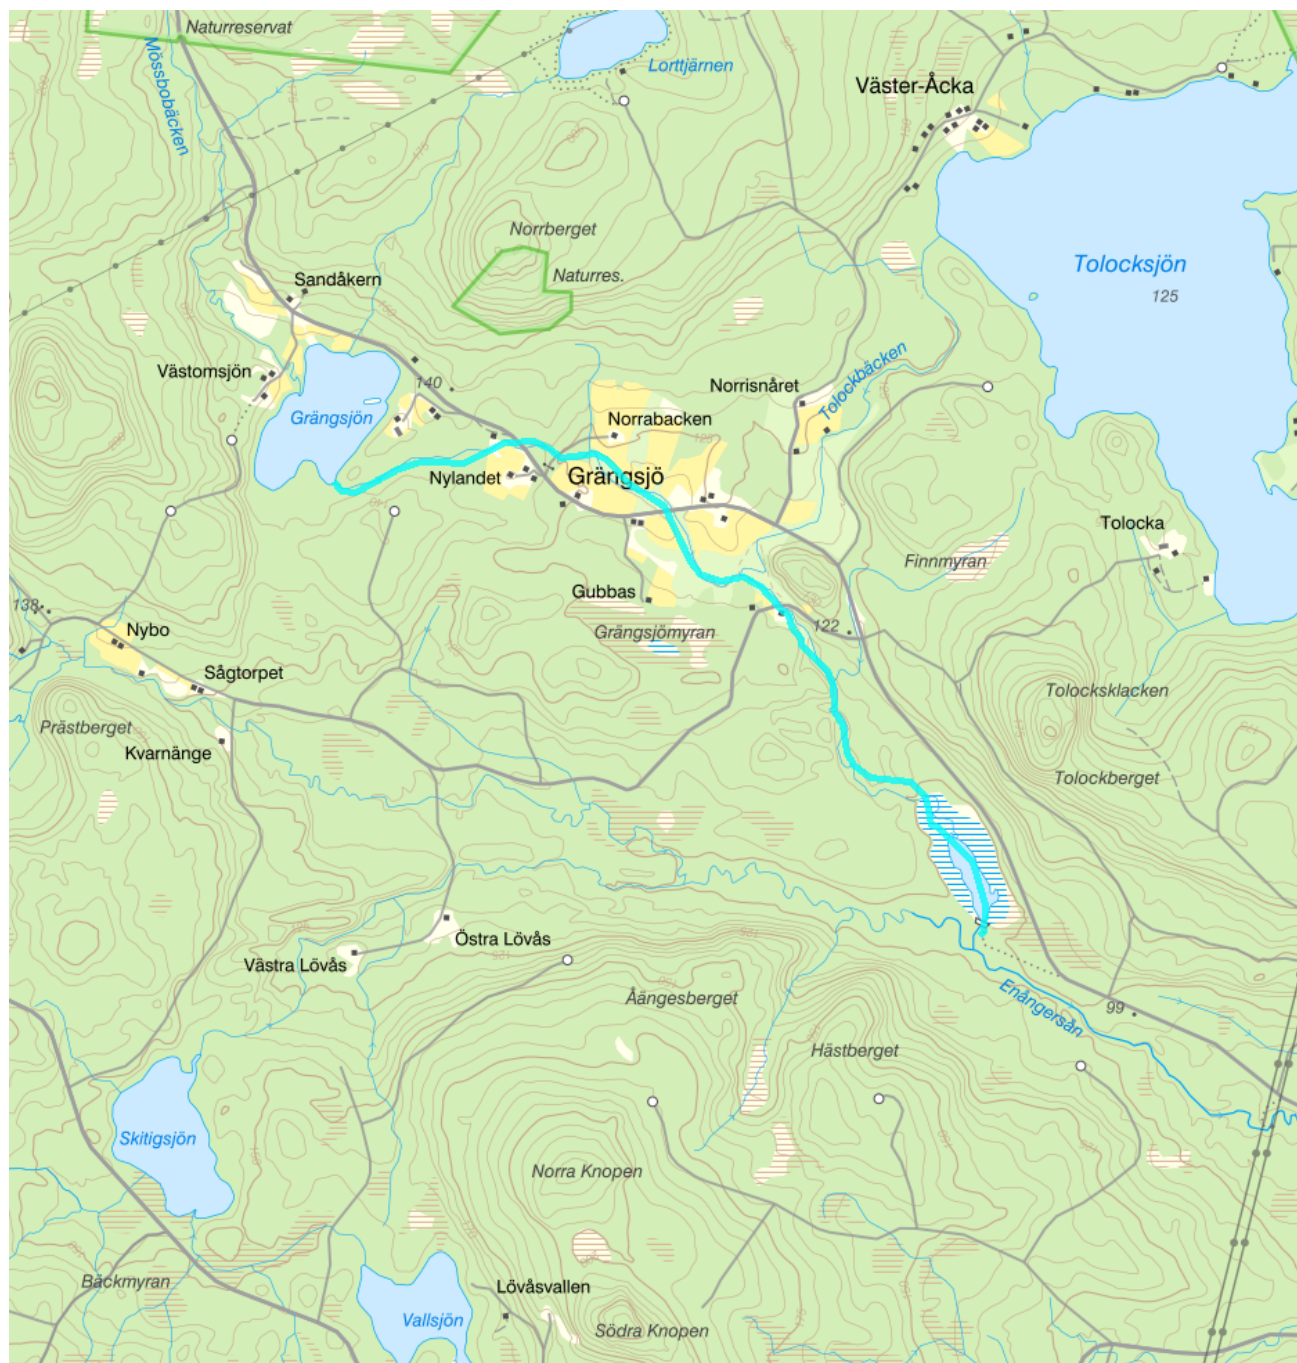 Naturreservat
Mössbobäcken
Lorttjärnen
Väster-Åcka
Norrberget
Naturres.
Tolocksjön
125
Sandåkern
Västomsjön
140
Grängsjön
Norrisnåret
Tolockbäcken
Norrabacken
Nylandet
Grängsjö
Tolocka
Finnmyran
Gubbas
138
Nybo
Grängsjömyran
122
Sågtorpet
Tolocksklacken
Prästberget
Kvarnänge
Tolockberget
Östra Lövås
Västra Lövås
Åängesberget
Enångersån
99
Hästberget
Skitigsjön
Norra Knopen
Bäckmyran
Lövåsvallen
Vallsjön
Södra Knopen